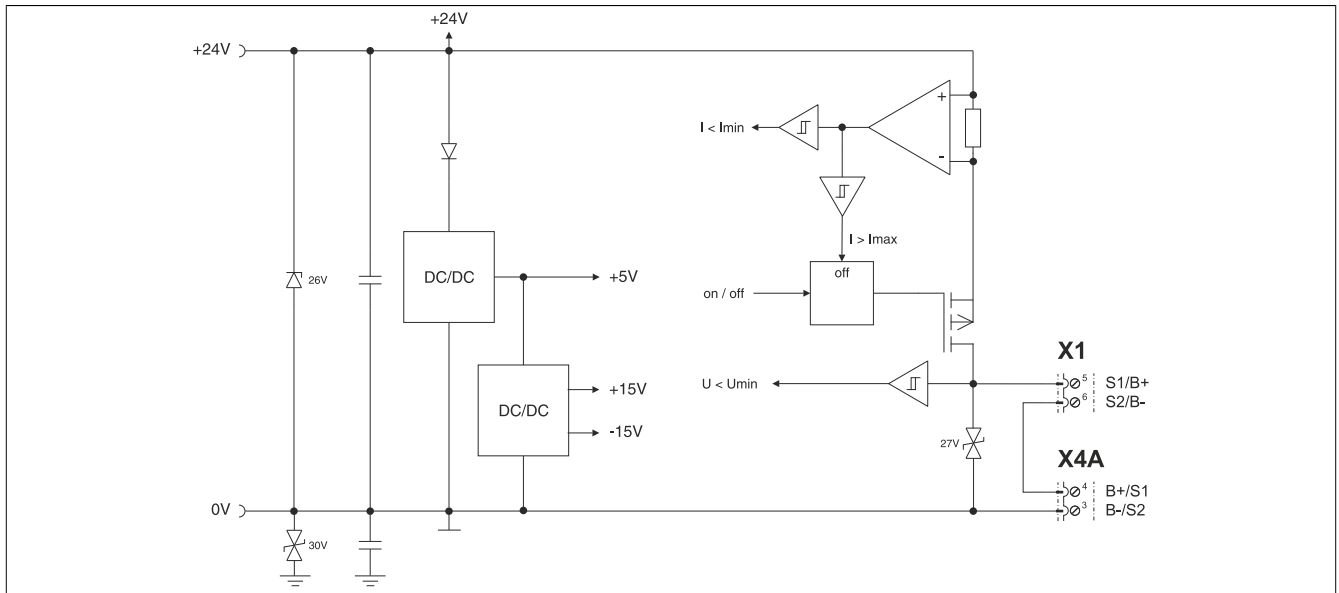 +24V
+24V
+
-
I < Imin
I > Imax
off
26V
DC/DC
+5V
on / off
X1
5 S1/B+
6 S2/B-
U < Umin
DC/DC
+15V
-15V
27V
X4A
4 B+/S1
3 B-/S2
0V
30V